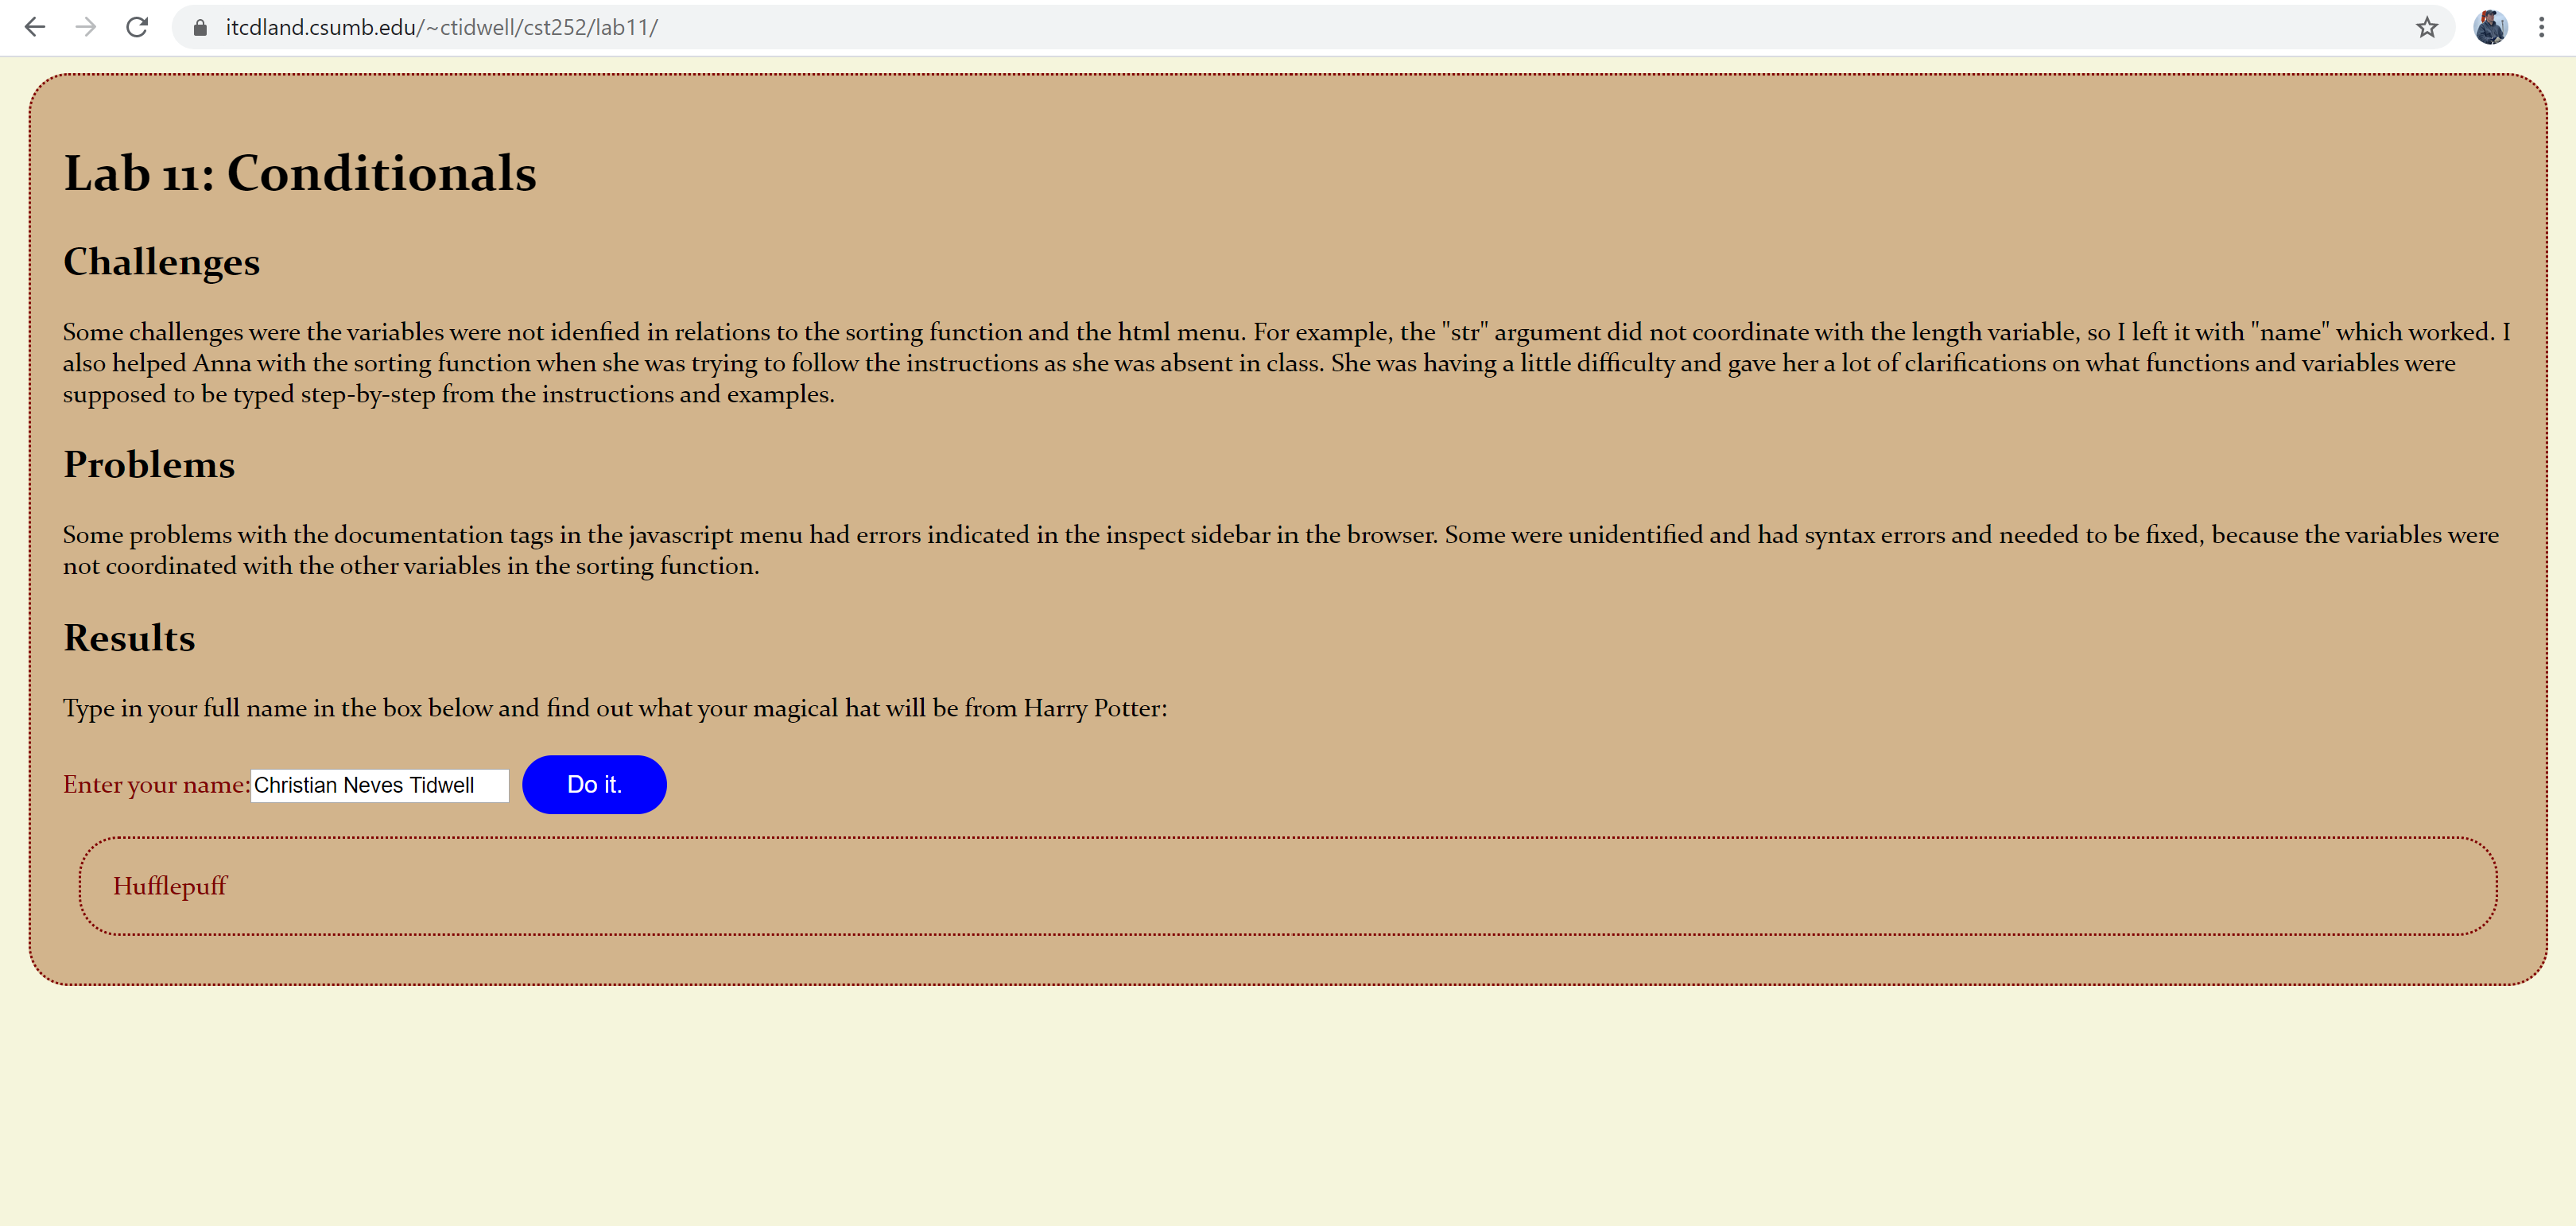 itcdland.csumb.edu/~ctidwell/cst252/lab11/
Lab 11: Conditionals
Challenges
Some challenges were the variables were not idenfied in relations to the sorting function and the html menu. For example, the "str" argument did not coordinate with the length variable, so I left it with "name" which worked. I
also helped Anna with the sorting function when she was trying to follow the instructions as she was absent in class. She was having a little difficulty and gave her a lot of clarifications on what functions and variables were
supposed to be typed step-by-step from the instructions and examples.
Problems
Some problems with the documentation tags in the javascript menu had errors indicated in the inspect sidebar in the browser. Some were unidentified and had syntax errors and needed to be fixed, because the variables were
not coordinated with the other variables in the sorting function.
Results
Type in your full name in the box below and find out what your magical hat will be from Harry Potter:
Enter your name: Christian Neves Tidwell Do it.
Hufflepuff